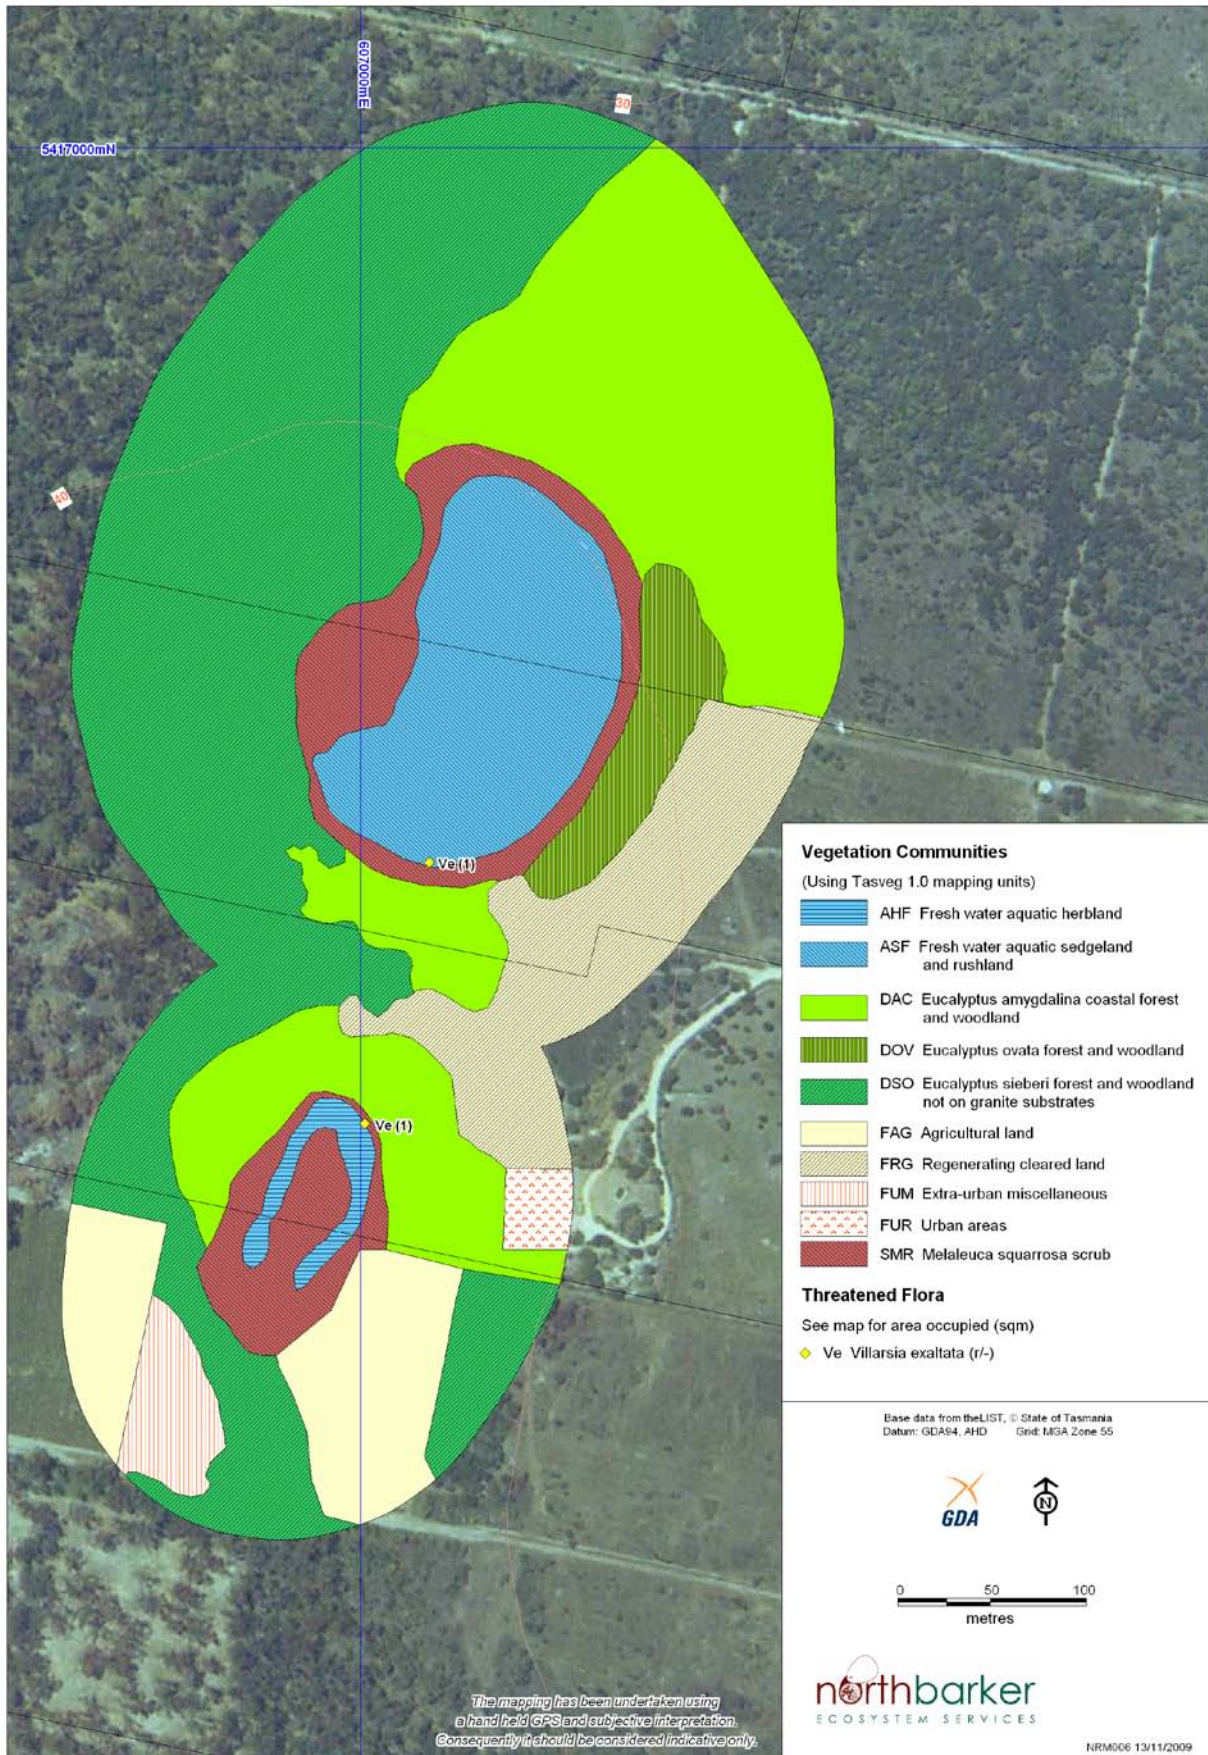 607000mE
30
5417000mN
40
Ve (1)
Ve (1)
Vegetation Communities
(Using Tasveg 1.0 mapping units)
AHF Fresh water aquatic herbland
ASF Fresh water aquatic sedgeland
and rushland
DAC Eucalyptus amygdalina coastal forest
and woodland
DOV Eucalyptus ovata forest and woodland
DSO Eucalyptus sieberi forest and woodland
not on granite substrates
FAG Agricultural land
FRG Regenerating cleared land
FUM Extra-urban miscellaneous
FUR Urban areas
SMR Melaleuca squarrosa scrub
Threatened Flora
See map for area occupied (sqm)
Ve Villarsia exaltata (r/-)
Base data from theLIST, © State of Tasmania
Datum: GDA94, AHD Grid: MGA Zone 55
GDA
N
0 50 100
metres
northbarker
ECOSYSTEM SERVICES
The mapping has been undertaken using
a hand held GPS and subjective interpretation.
Consequently it should be considered indicative only.
NRM006 13/11/2009